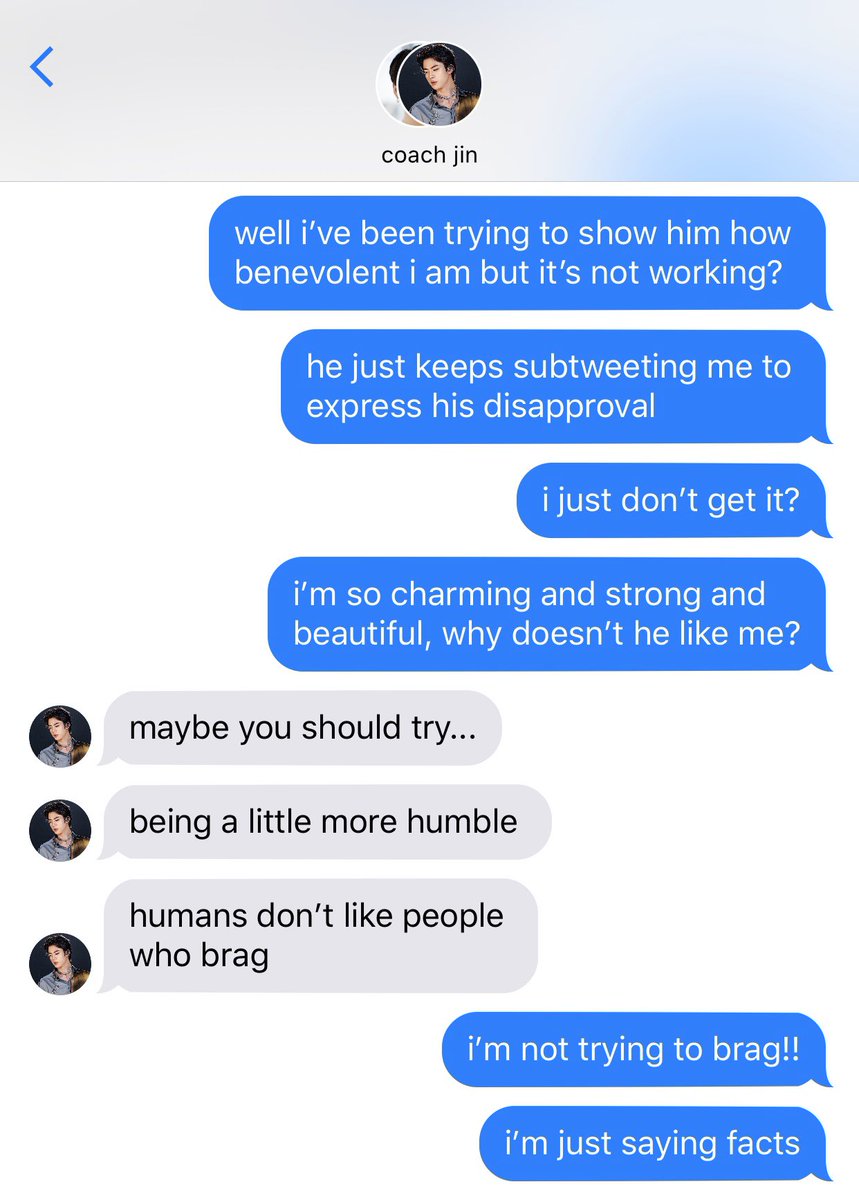 coach jin
well i’ve been trying to show him how
benevolent i am but it’s not working?
he just keeps subtweeting me to
express his disapproval
i just don’t get it?
i’m so charming and strong and
beautiful, why doesn’t he like me?
maybe you should try...
being a little more humble
humans don’t like people
who brag
i’m not trying to brag!!
i’m just saying facts